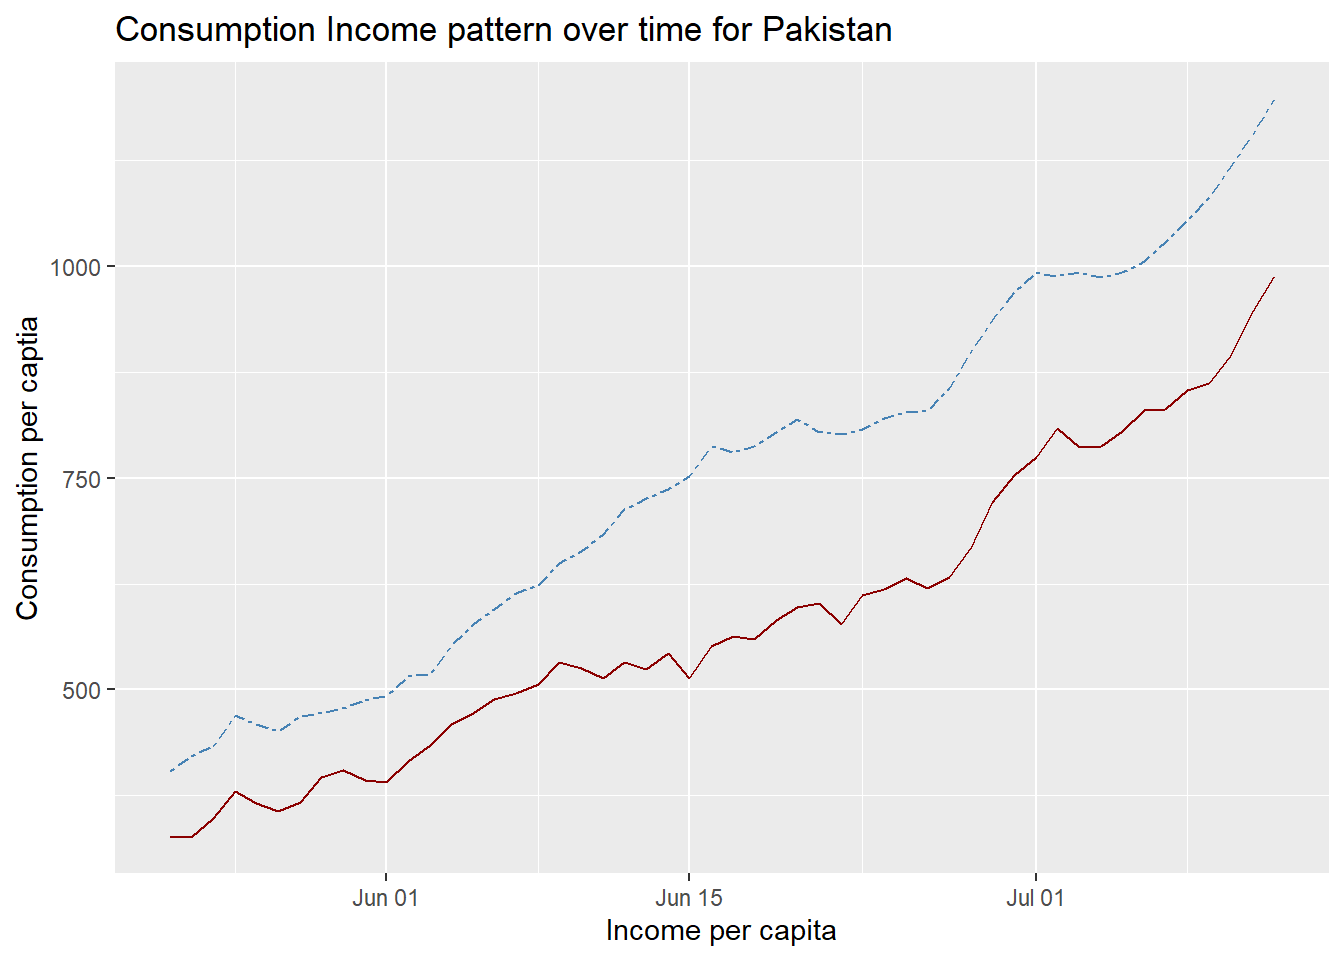 Consumption Income pattern over time for Pakistan
Consumption per captia
1000
750
500
Jun 01
Jun 15
Jul 01
Income per capita